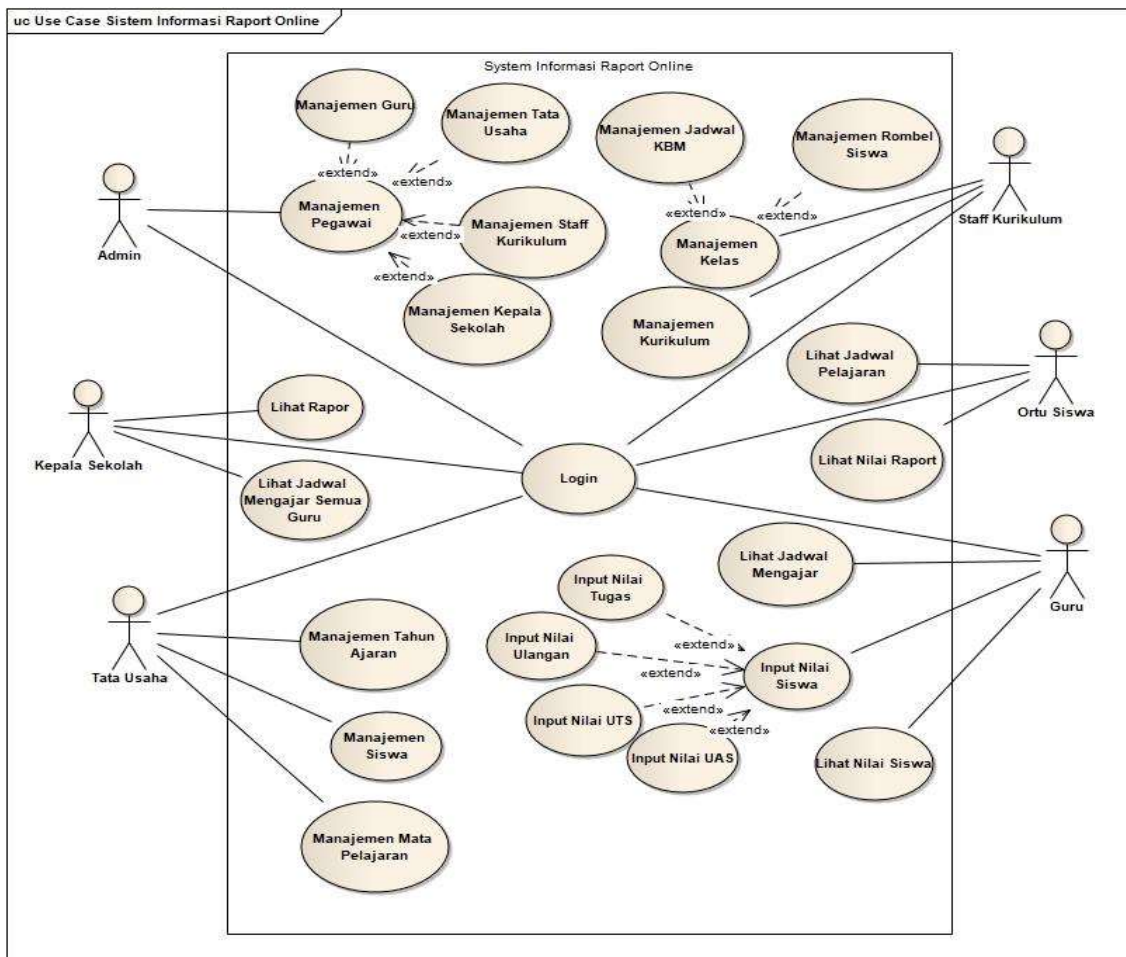 uc Use Case Sistem Informasi Raport Online
System Informasi Raport Online
Manajemen Guru
Manajemen Tata
Usaha
Manajemen Jadwal
KBM
Manajemen Rombel
Siswa
«extend»
«extend»
«extend»
«extend»
Admin
Manajemen
Pegawai
«extend»
Manajemen Staff
Kurikulum
Manajemen
Kelas
Staff Kurikulum
«extend»
Manajemen Kepala
Sekolah
Manajemen
Kurikulum
Lihat Jadwal
Pelajaran
Ortu Siswa
Lihat Rapor
Kepala Sekolah
Lihat Nilai Raport
Login
Lihat Jadwal
Mengajar Semua
Guru
Lihat Jadwal
Mengajar
Guru
Input Nilai
Tugas
Manajemen Tahun
Ajaran
Input Nilai
Ulangan
«extend»
«extend»
Input Nilai
Siswa
Tata Usaha
Input Nilai UTS
«extend»
«extend»
Manajemen
Siswa
Input Nilai UAS
Lihat Nilai Siswa
Manajemen Mata
Pelajaran